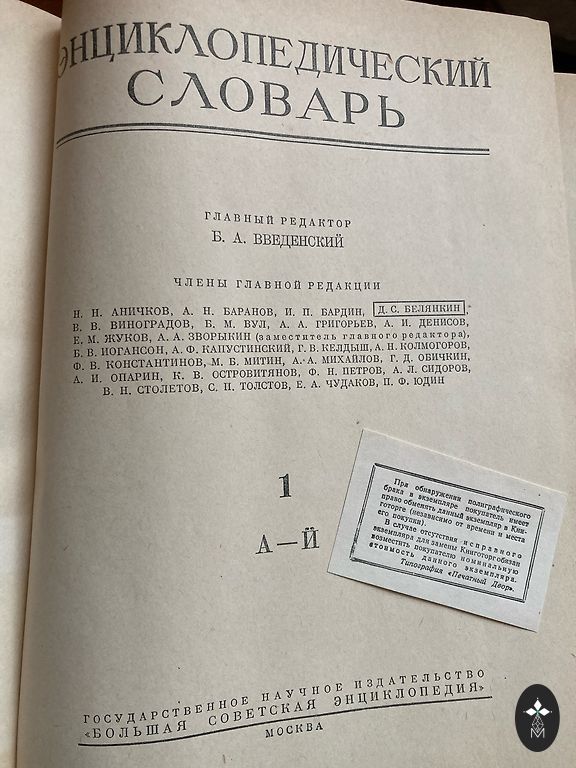 ЭНЦИКЛОПЕДИЧЕСКИЙ
СЛОВАРЬ
ГЛАВНЫЙ РЕДАКТОР
Б. А. ВВЕДЕНСКИЙ
ЧЛЕНЫ ГЛАВНОЙ РЕДАКЦИИ
Н. Н. АНИЧКОВ, А. Н. БАРАНОВ, И. П. БАРДИН, Д. С. БЕЛЯНКИН,
В. В. ВИНОГРАДОВ, Б. М. ВУЛ, А. А. ГРИГОРЬЕВ, А. И. ДЕНИСОВ,
Е. М. ЖУКОВ, А. А. ЗВОРЫКИН (заместитель главного редактора),
Б. В. ИОГАНСОН, А. Ф. КАПУСТИНСКИЙ, Г. В. КЕЛДЫШ, А. Н. КОЛМОГОРОВ,
Ф. В. КОНСТАНТИНОВ, М. Б. МИТИН, А. А. МИХАЙЛОВ, Г. Д. ОБИЧКИН,
А. И. ОПАРИН, К. В. ОСТРОВИТЯНОВ, Ф. Н. ПЕТРОВ, А. Л. СИДОРОВ,
В. Н. СТОЛЕТОВ, С. П. ТОЛСТОВ, Е. А. ЧУДАКОВ, П. Ф. ЮДИН
1
А—Й
При обнаружении полиграфического
брака в экземпляре покупатель имеет
право обменять данный экземпляр в Кни-
готорге (независимо от времени и места
его покупки).
В случае отсутствия исправного
экземпляра для замены Книготорг обязан
возместить покупателю номинальную
стоимость данного экземпляра.
Типография «Печатный Двор».
ГОСУДАРСТВЕННОЕ НАУЧНОЕ ИЗДАТЕЛЬСТВО
«БОЛЬШАЯ СОВЕТСКАЯ ЭНЦИКЛОПЕДИЯ»
МОСКВА
М